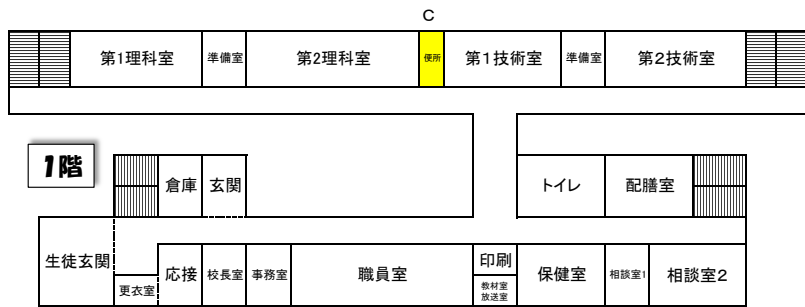 C
第1理科室
準備室
第2理科室
便所
第1技術室
準備室
第2技術室
1階
倉庫
玄関
トイレ
配膳室
生徒玄関
更衣室
応接
校長室
事務室
職員室
印刷
教材室
放送室
保健室
相談室1
相談室2